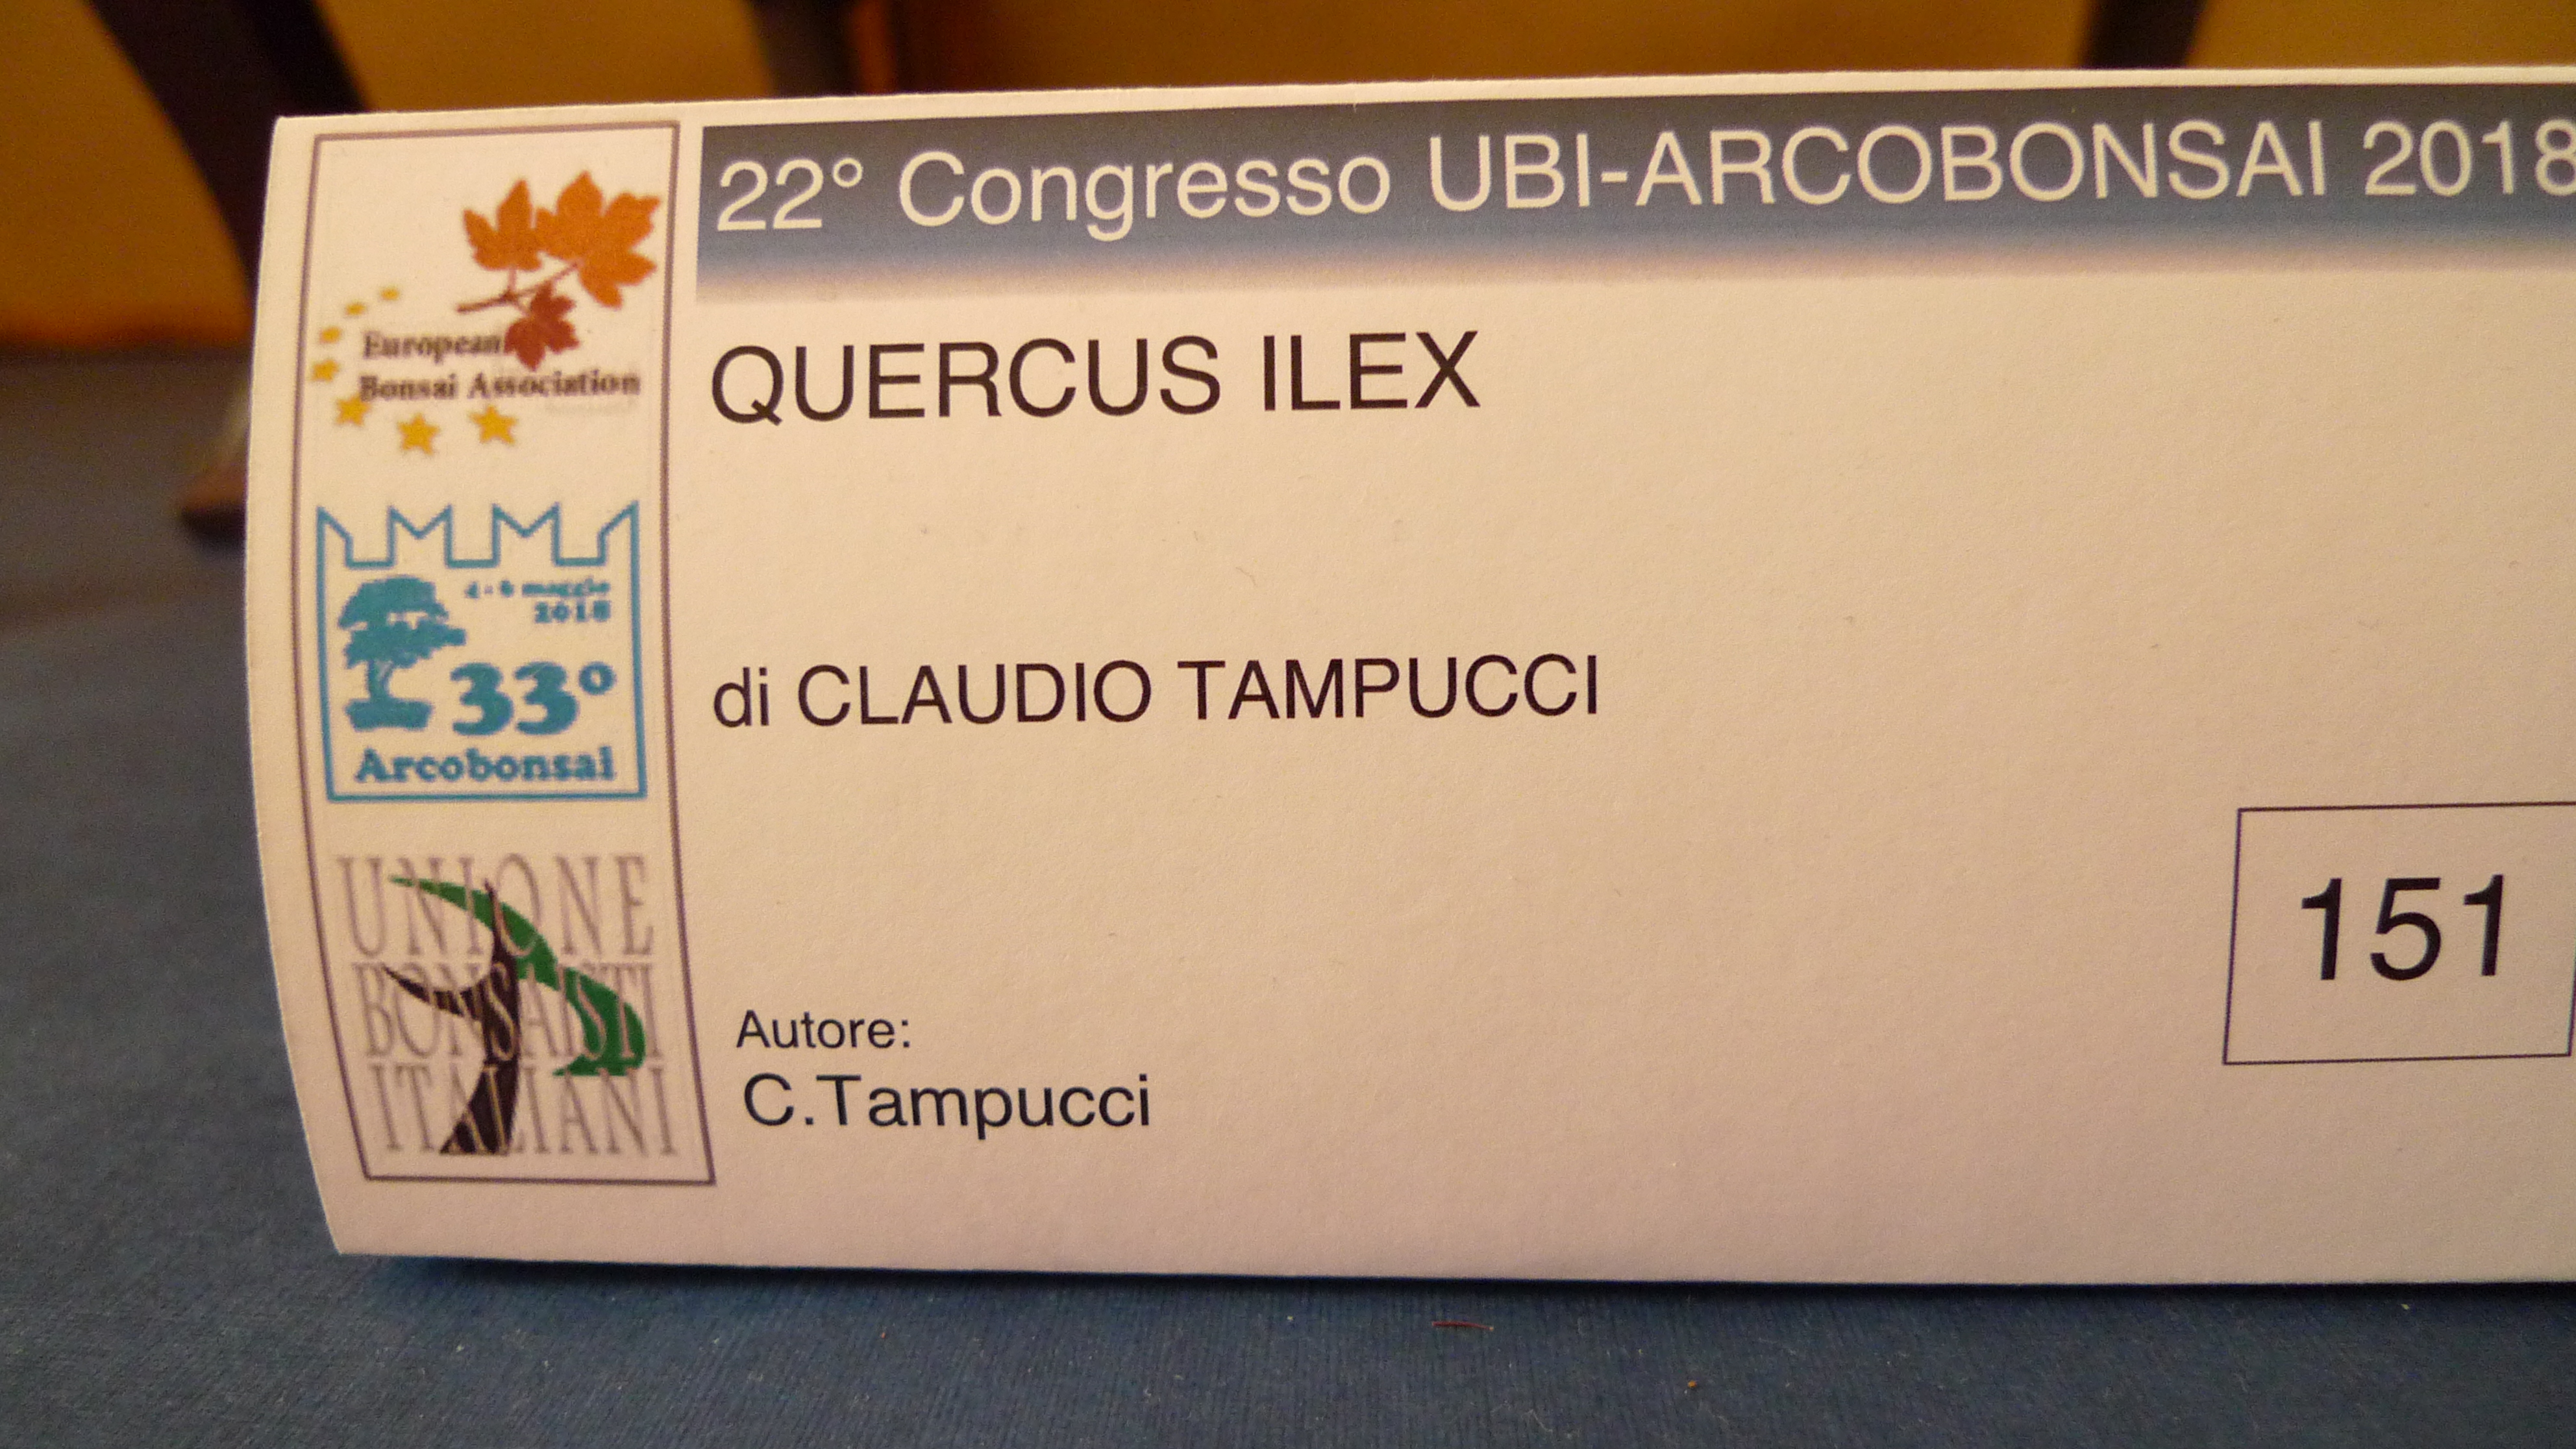 22° Congresso UBI-ARCOBONSAI 2018
European
Bonsai Association
QUERCUS ILEX
4 - 6 maggio
2018
33°
Arcobonsai
di CLAUDIO TAMPUCCI
UNIONE
BONSAISTI
ITALIANI
151
Autore:
C.Tampucci